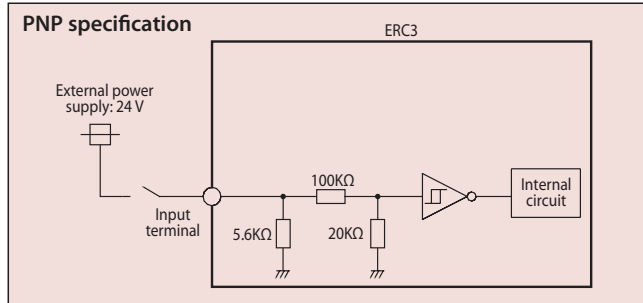 PNP specification
ERC3
External power
supply: 24 V
100KΩ
Input
terminal
5.6KΩ
20KΩ
Internal
circuit